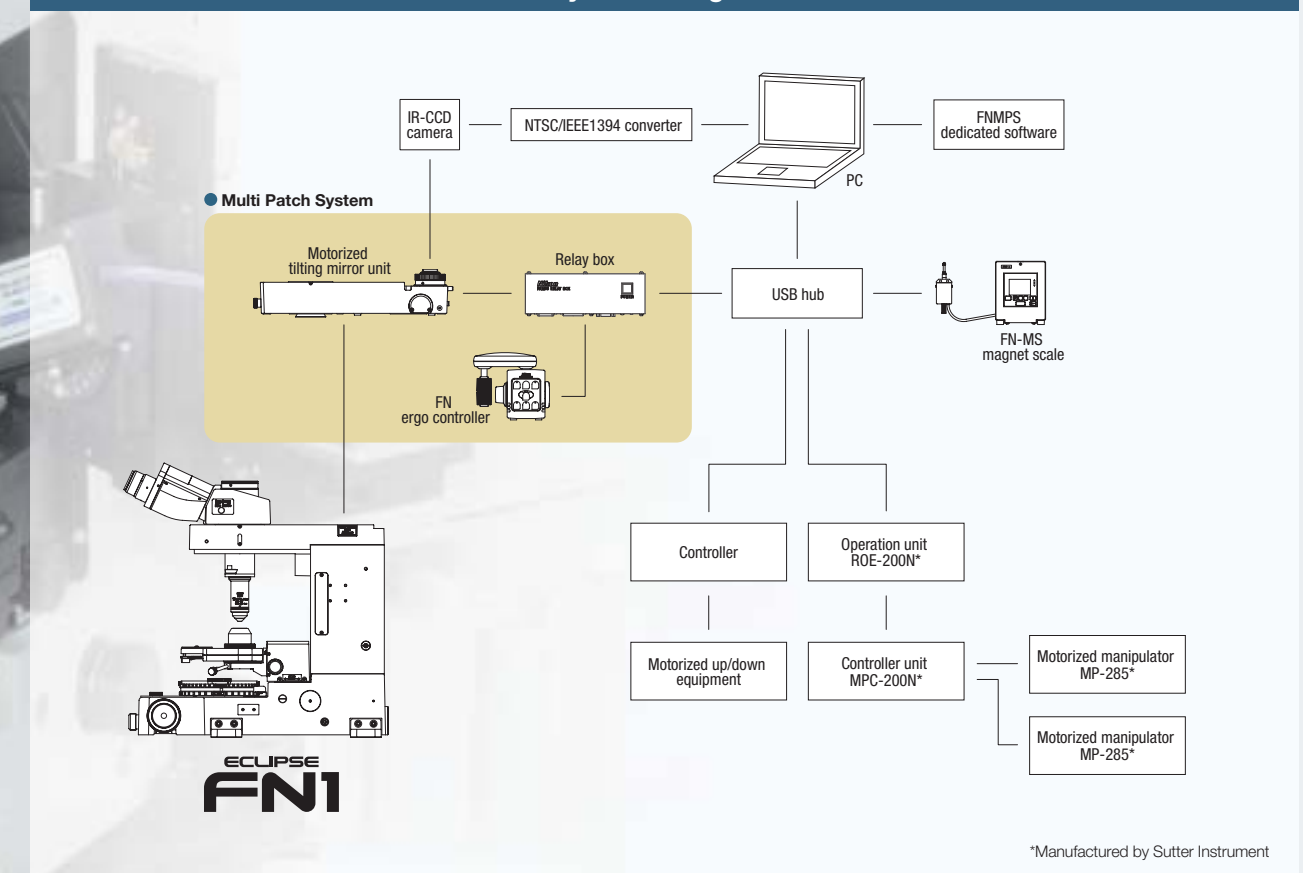 IR-CCD
camera
NTSC/IEEE1394 converter
PC
FNMPS
dedicated software
Multi Patch System
Motorized
tilting mirror unit
Relay box
USB hub
FN-MS
magnet scale
FN
ergo controller
Controller
Operation unit
ROE-200N*
Motorized up/down
equipment
Controller unit
MPC-200N*
Motorized manipulator
MP-285*
Motorized manipulator
MP-285*
ECLIPSE
FN1
*Manufactured by Sutter Instrument